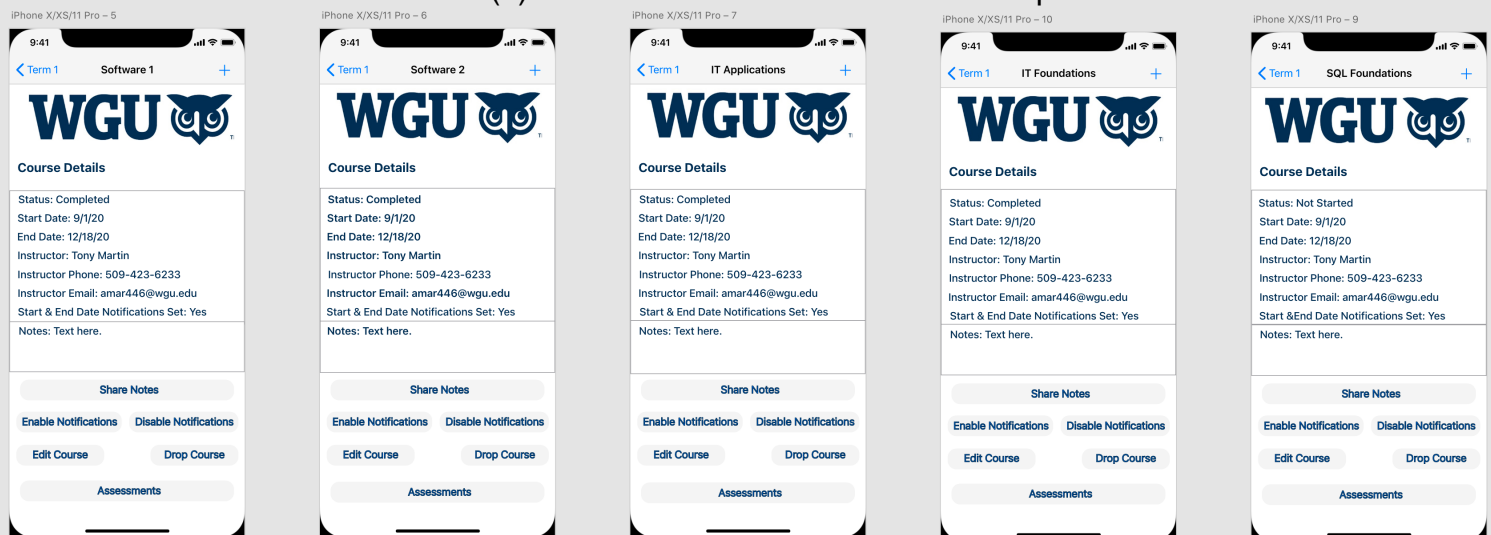 (s)
iPhone X/XS/11 Pro – 5
9:41
Term 1 Software 1 +
WGU
Course Details
Status: Completed
Start Date: 9/1/20
End Date: 12/18/20
Instructor: Tony Martin
Instructor Phone: 509-423-6233
Instructor Email: amar446@wgu.edu
Start & End Date Notifications Set: Yes
Notes: Text here.
Share Notes
Enable Notifications Disable Notifications
Edit Course Drop Course
Assessments
iPhone X/XS/11 Pro – 6
9:41
Term 1 Software 2 +
WGU
Course Details
Status: Completed
Start Date: 9/1/20
End Date: 12/18/20
Instructor: Tony Martin
Instructor Phone: 509-423-6233
Instructor Email: amar446@wgu.edu
Start & End Date Notifications Set: Yes
Notes: Text here.
Share Notes
Enable Notifications Disable Notifications
Edit Course Drop Course
Assessments
iPhone X/XS/11 Pro – 7
9:41
Term 1 IT Applications +
WGU
Course Details
Status: Completed
Start Date: 9/1/20
End Date: 12/18/20
Instructor: Tony Martin
Instructor Phone: 509-423-6233
Instructor Email: amar446@wgu.edu
Start & End Date Notifications Set: Yes
Notes: Text here.
Share Notes
Enable Notifications Disable Notifications
Edit Course Drop Course
Assessments
iPhone X/XS/11 Pro – 10
9:41
Term 1 IT Foundations +
WGU
Course Details
Status: Completed
Start Date: 9/1/20
End Date: 12/18/20
Instructor: Tony Martin
Instructor Phone: 509-423-6233
Instructor Email: amar446@wgu.edu
Start & End Date Notifications Set: Yes
Notes: Text here.
Share Notes
Enable Notifications Disable Notifications
Edit Course Drop Course
Assessments
iPhone X/XS/11 Pro – 9
9:41
Term 1 SQL Foundations +
WGU
Course Details
Status: Not Started
Start Date: 9/1/20
End Date: 12/18/20
Instructor: Tony Martin
Instructor Phone: 509-423-6233
Instructor Email: amar446@wgu.edu
Start &End Date Notifications Set: Yes
Notes: Text here.
Share Notes
Enable Notifications Disable Notifications
Edit Course Drop Course
Assessments